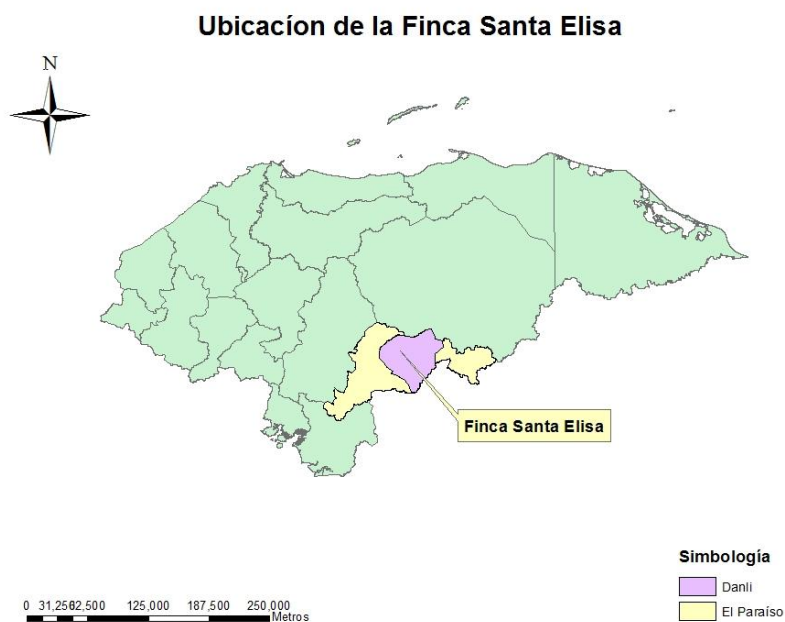 Ubicacíon de la Finca Santa Elisa
N
Finca Santa Elisa
Simbología
Danli
El Paraíso
0 31,25062,500 125,000 187,500 250,000
Metros